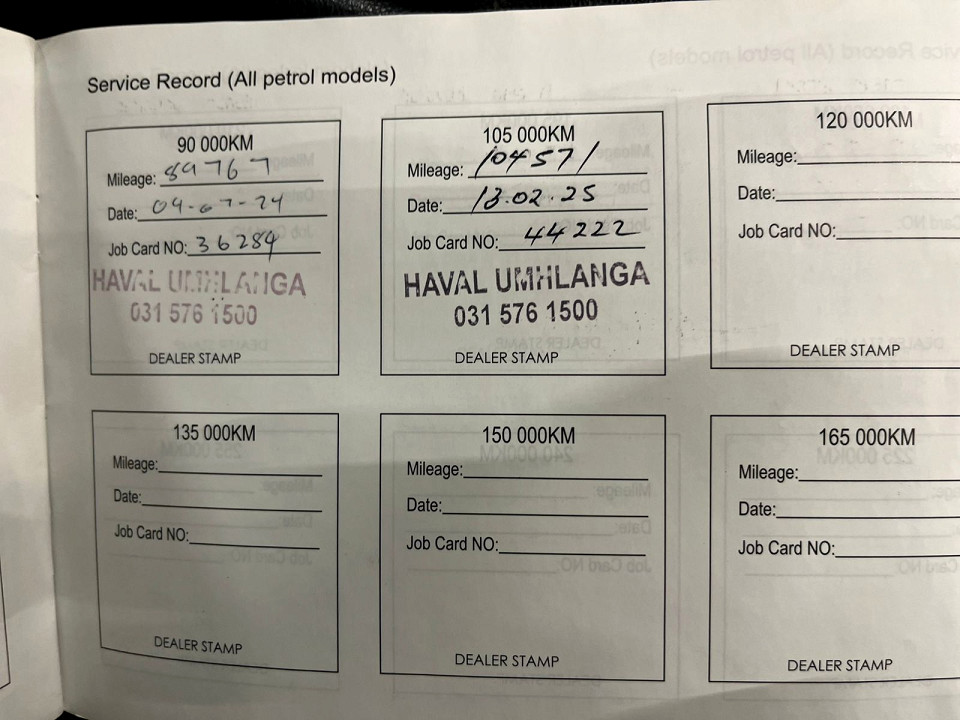 Service Record (All petrol models)
90 000KM
Mileage: 89767
Date: 04-07-24
Job Card NO: 36284
HAVAL UMHLANGA
031 576 1500
DEALER STAMP
105 000KM
Mileage: 104571
Date: 13.02.25
Job Card NO: 44222
HAVAL UMHLANGA
031 576 1500
DEALER STAMP
120 000KM
Mileage:
Date:
Job Card NO:
DEALER STAMP
135 000KM
Mileage:
Date:
Job Card NO:
DEALER STAMP
150 000KM
Mileage:
Date:
Job Card NO:
DEALER STAMP
165 000KM
Mileage:
Date:
Job Card NO:
DEALER STAMP